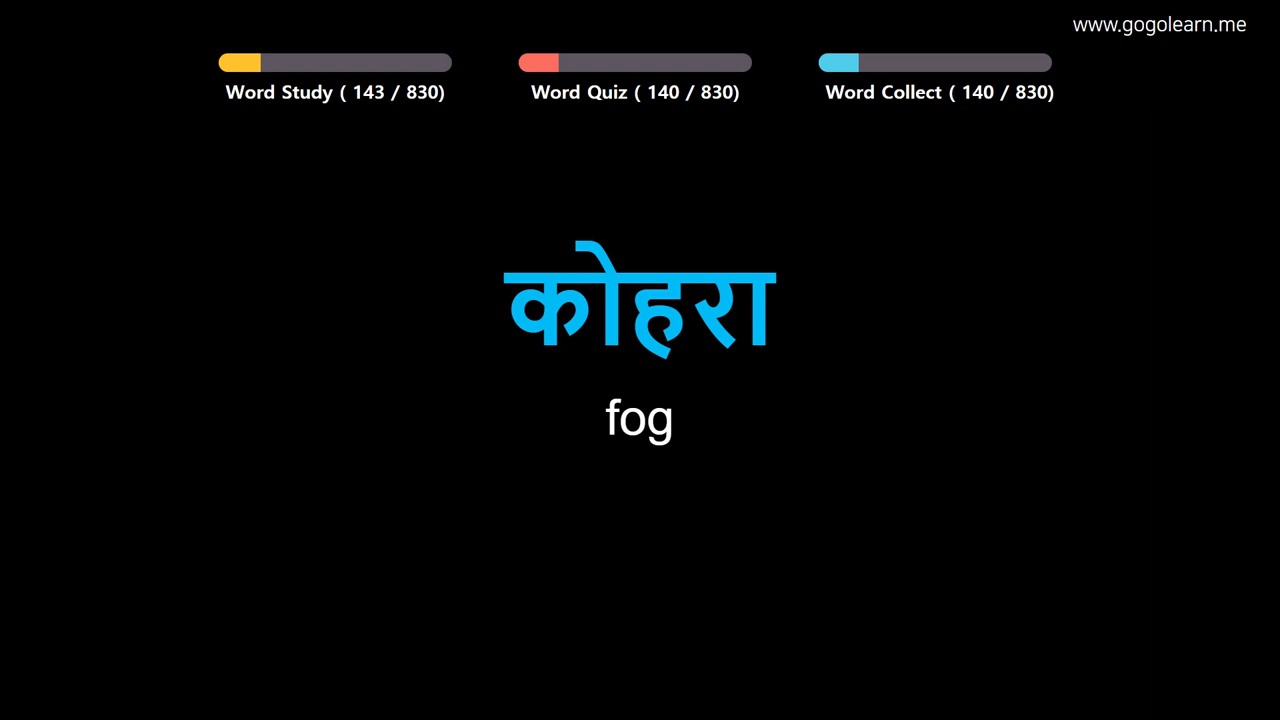 www.gogolearn.me
Word Study ( 143 / 830)
Word Quiz ( 140 / 830)
Word Collect ( 140 / 830)
कोहरा
fog